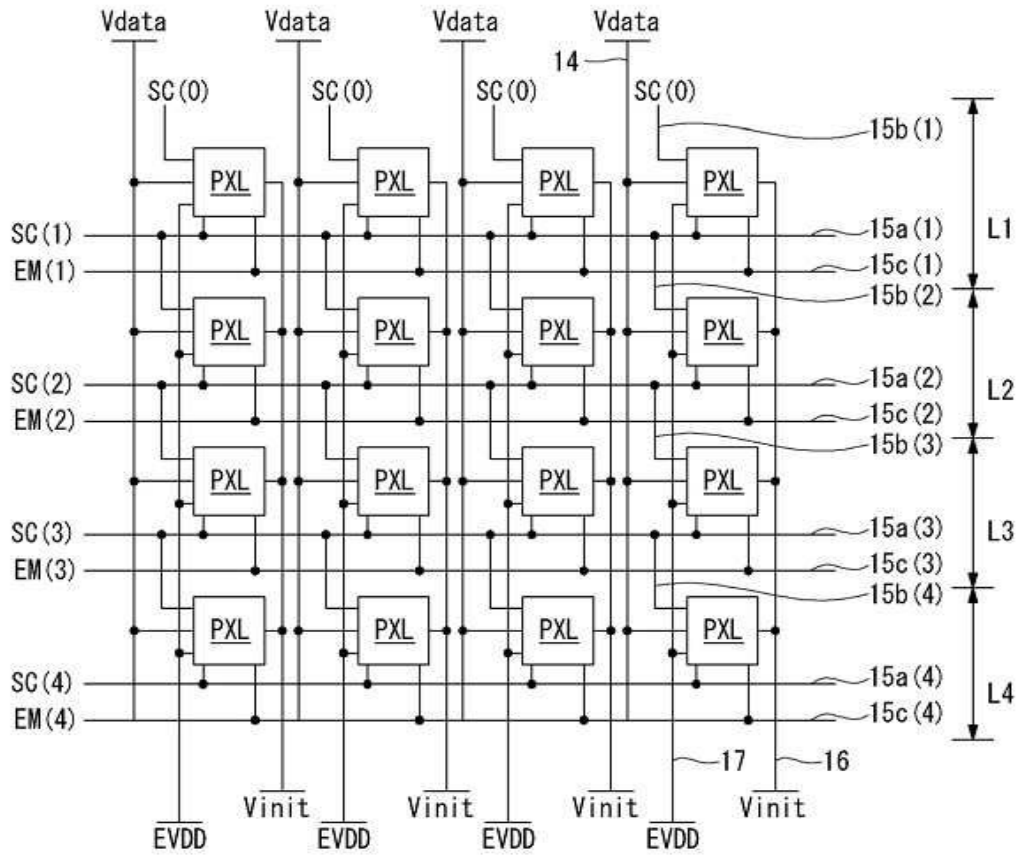 Vdata Vdata Vdata Vdata
14
SC(0) SC(0) SC(0) SC(0)
15b(1)
PXL PXL PXL PXL
L1
SC(1) 15a(1)
EM(1) 15c(1)
15b(2)
PXL PXL PXL PXL
SC(2) 15a(2)
L2
EM(2) 15c(2)
15b(3)
PXL PXL PXL PXL
SC(3) 15a(3)
L3
EM(3) 15c(3)
15b(4)
PXL PXL PXL PXL
SC(4) 15a(4)
L4
EM(4) 15c(4)
17 16
Vinit Vinit Vinit Vinit
EVDD EVDD EVDD EVDD